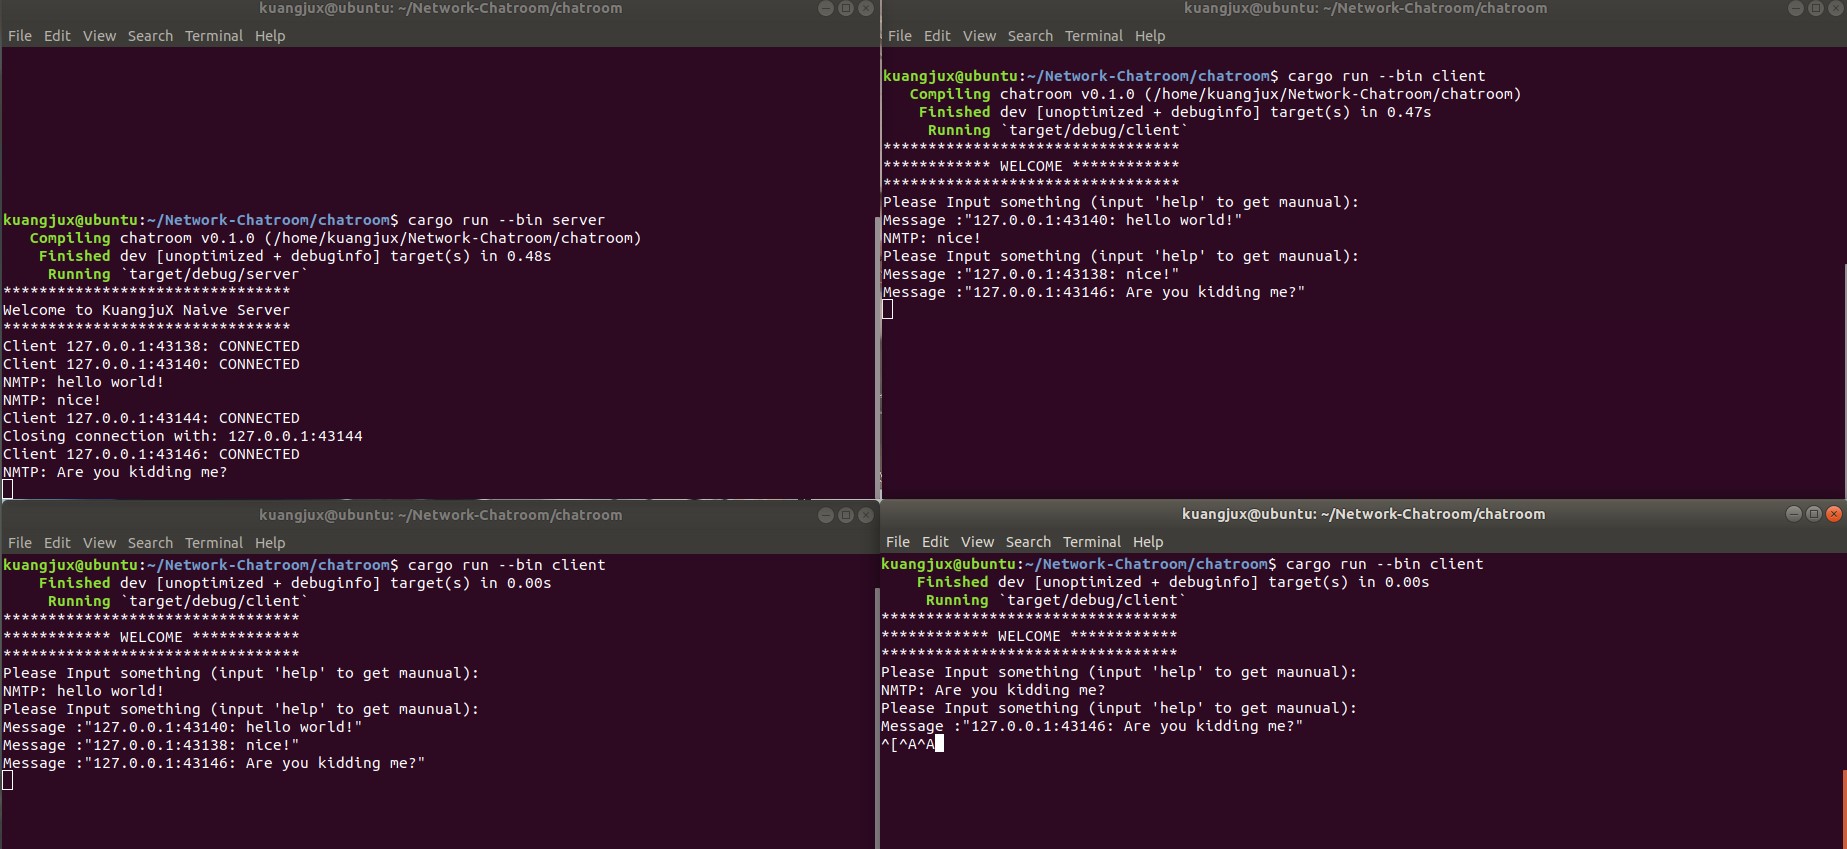 kuangjux@ubuntu: ~/Network-Chatroom/chatroom
File Edit View Search Terminal Help
kuangjux@ubuntu:~/Network-Chatroom/chatroom$ cargo run --bin server
Compiling chatroom v0.1.0 (/home/kuangjux/Network-Chatroom/chatroom)
Finished dev [unoptimized + debuginfo] target(s) in 0.48s
Running `target/debug/server`
********************************
Welcome to KuangjuX Naive Server
********************************
Client 127.0.0.1:43138: CONNECTED
Client 127.0.0.1:43140: CONNECTED
NMTP: hello world!
NMTP: nice!
Client 127.0.0.1:43144: CONNECTED
Closing connection with: 127.0.0.1:43144
Client 127.0.0.1:43146: CONNECTED
NMTP: Are you kidding me?
kuangjux@ubuntu: ~/Network-Chatroom/chatroom
File Edit View Search Terminal Help
kuangjux@ubuntu:~/Network-Chatroom/chatroom$ cargo run --bin client
Compiling chatroom v0.1.0 (/home/kuangjux/Network-Chatroom/chatroom)
Finished dev [unoptimized + debuginfo] target(s) in 0.47s
Running `target/debug/client`
*********************************
************ WELCOME ************
*********************************
Please Input something (input 'help' to get maunual):
Message :"127.0.0.1:43140: hello world!"
NMTP: nice!
Please Input something (input 'help' to get maunual):
Message :"127.0.0.1:43138: nice!"
Message :"127.0.0.1:43146: Are you kidding me?"
kuangjux@ubuntu: ~/Network-Chatroom/chatroom
File Edit View Search Terminal Help
kuangjux@ubuntu:~/Network-Chatroom/chatroom$ cargo run --bin client
Finished dev [unoptimized + debuginfo] target(s) in 0.00s
Running `target/debug/client`
*********************************
************ WELCOME ************
*********************************
Please Input something (input 'help' to get maunual):
NMTP: hello world!
Please Input something (input 'help' to get maunual):
Message :"127.0.0.1:43140: hello world!"
Message :"127.0.0.1:43138: nice!"
Message :"127.0.0.1:43146: Are you kidding me?"
kuangjux@ubuntu: ~/Network-Chatroom/chatroom
File Edit View Search Terminal Help
kuangjux@ubuntu:~/Network-Chatroom/chatroom$ cargo run --bin client
Finished dev [unoptimized + debuginfo] target(s) in 0.00s
Running `target/debug/client`
*********************************
************ WELCOME ************
*********************************
Please Input something (input 'help' to get maunual):
NMTP: Are you kidding me?
Please Input something (input 'help' to get maunual):
Message :"127.0.0.1:43146: Are you kidding me?"
^[^A^A